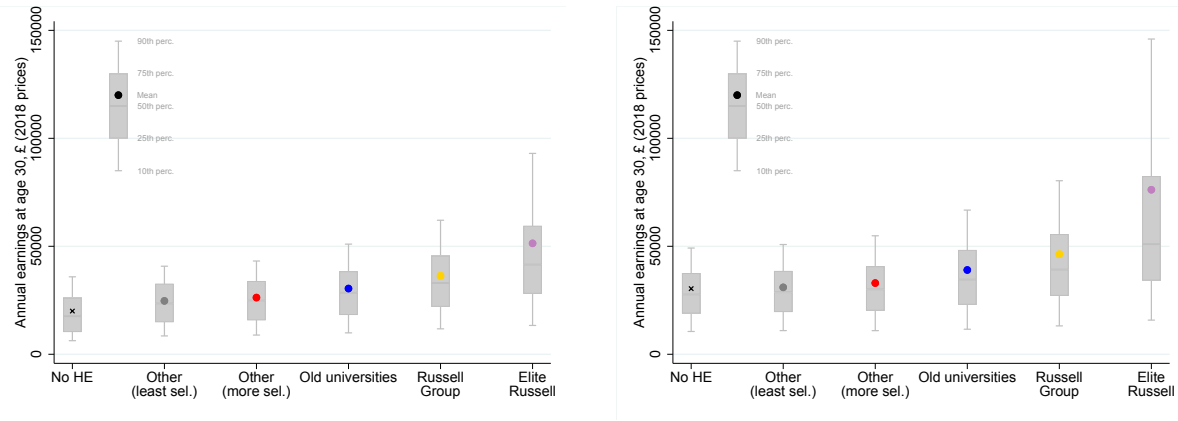 Annual earnings at age 30, £ (2018 prices)
150000
100000
50000
0
90th perc.
75th perc.
Mean
50th perc.
25th perc.
10th perc.
No HE
Other
(least sel.)
Other
(more sel.)
Old universities
Russell
Group
Elite
Russell
Annual earnings at age 30, £ (2018 prices)
150000
100000
50000
0
90th perc.
75th perc.
Mean
50th perc.
25th perc.
10th perc.
No HE
Other
(least sel.)
Other
(more sel.)
Old universities
Russell
Group
Elite
Russell